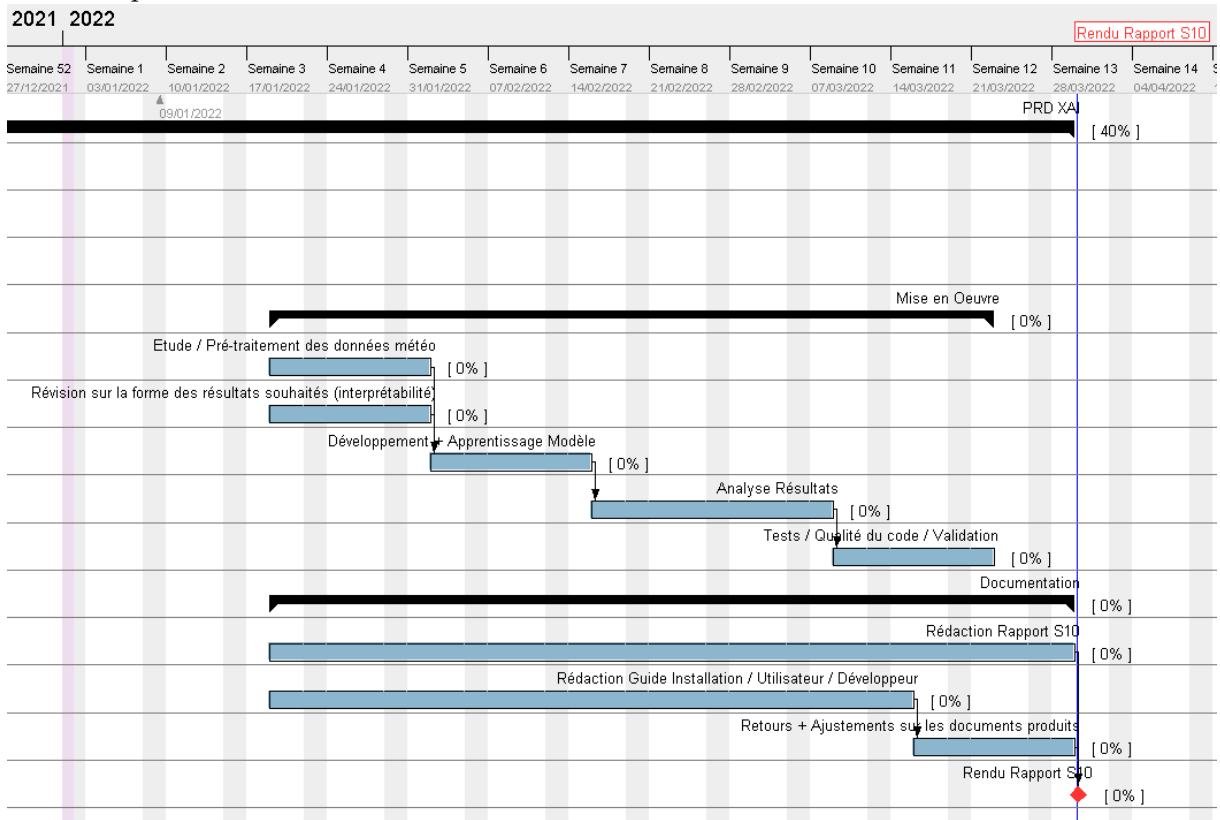 2021 2022
Rendu Rapport S10
Semaine 52 Semaine 1 Semaine 2 Semaine 3 Semaine 4 Semaine 5 Semaine 6 Semaine 7 Semaine 8 Semaine 9 Semaine 10 Semaine 11 Semaine 12 Semaine 13 Semaine 14
27/12/2021 03/01/2022 10/01/2022 17/01/2022 24/01/2022 31/01/2022 07/02/2022 14/02/2022 21/02/2022 28/02/2022 07/03/2022 14/03/2022 21/03/2022 28/03/2022 04/04/2022
09/01/2022
PRD XAI
[ 40% ]
Mise en Oeuvre
[ 0% ]
Etude / Pré-traitement des données météo
[ 0% ]
Révision sur la forme des résultats souhaités (interprétabilité)
[ 0% ]
Développement + Apprentissage Modèle
[ 0% ]
Analyse Résultats
[ 0% ]
Tests / Qualité du code / Validation
[ 0% ]
Documentation
[ 0% ]
Rédaction Rapport S10
[ 0% ]
Rédaction Guide Installation / Utilisateur / Développeur
[ 0% ]
Retours + Ajustements sur les documents produits
[ 0% ]
Rendu Rapport S10
[ 0% ]